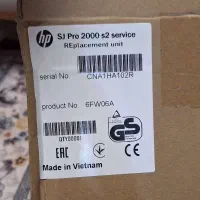 hp
SJ Pro 2000 s2 service
REplacement unit
serial No. CNA1HA102R
product No. 6FW06A
GS
EAC
Made in Vietnam